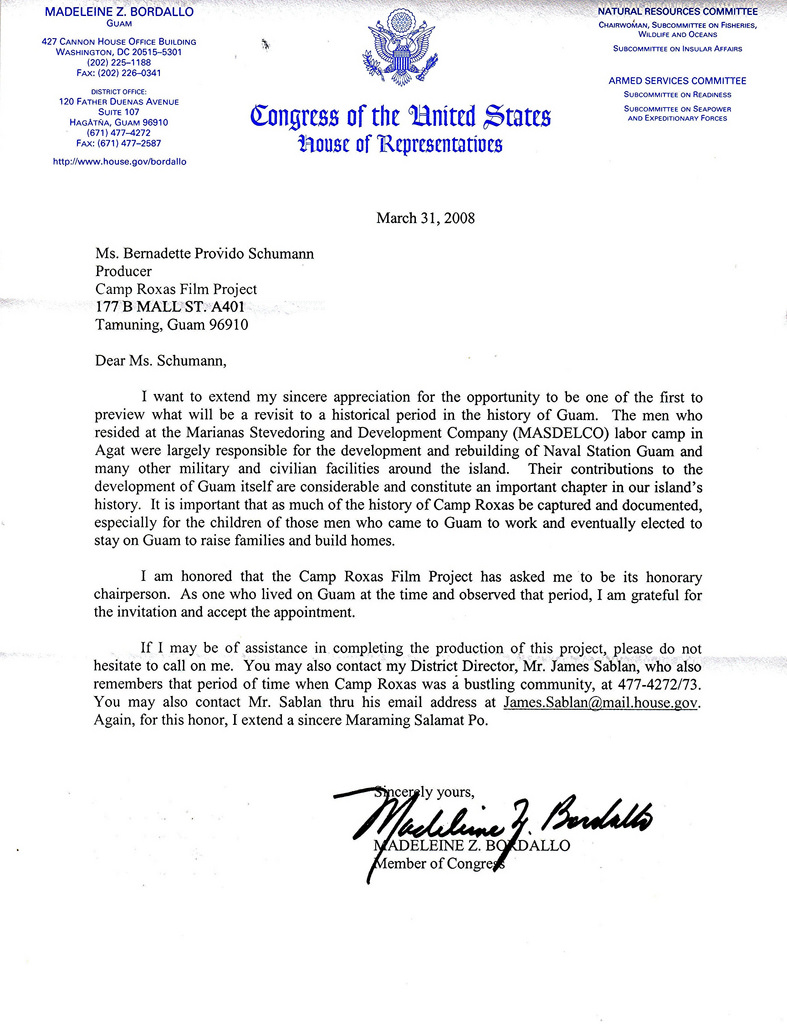 MADELEINE Z. BORDALLO
GUAM
427 CANNON HOUSE OFFICE BUILDING
WASHINGTON, DC 20515–5301
(202) 225–1188
FAX: (202) 226–0341
DISTRICT OFFICE:
120 FATHER DUENAS AVENUE
SUITE 107
HAGÅTÑA, GUAM 96910
(671) 477–4272
FAX: (671) 477–2587
http://www.house.gov/bordallo
Congress of the United States
House of Representatives
NATURAL RESOURCES COMMITTEE
CHAIRWOMAN, SUBCOMMITTEE ON FISHERIES,
WILDLIFE AND OCEANS
SUBCOMMITTEE ON INSULAR AFFAIRS
ARMED SERVICES COMMITTEE
SUBCOMMITTEE ON READINESS
SUBCOMMITTEE ON SEAPOWER
AND EXPEDITIONARY FORCES
March 31, 2008
Ms. Bernadette Provido Schumann
Producer
Camp Roxas Film Project
177 B MALL ST. A401
Tamuning, Guam 96910
Dear Ms. Schumann,
I want to extend my sincere appreciation for the opportunity to be one of the first to
preview what will be a revisit to a historical period in the history of Guam. The men who
resided at the Marianas Stevedoring and Development Company (MASDELCO) labor camp in
Agat were largely responsible for the development and rebuilding of Naval Station Guam and
many other military and civilian facilities around the island. Their contributions to the
development of Guam itself are considerable and constitute an important chapter in our island's
history. It is important that as much of the history of Camp Roxas be captured and documented,
especially for the children of those men who came to Guam to work and eventually elected to
stay on Guam to raise families and build homes.
I am honored that the Camp Roxas Film Project has asked me to be its honorary
chairperson. As one who lived on Guam at the time and observed that period, I am grateful for
the invitation and accept the appointment.
If I may be of assistance in completing the production of this project, please do not
hesitate to call on me. You may also contact my District Director, Mr. James Sablan, who also
remembers that period of time when Camp Roxas was a bustling community, at 477-4272/73.
You may also contact Mr. Sablan thru his email address at James.Sablan@mail.house.gov.
Again, for this honor, I extend a sincere Maraming Salamat Po.
Sincerely yours,
Madeleine Z. Bordallo
MADELEINE Z. BORDALLO
Member of Congress